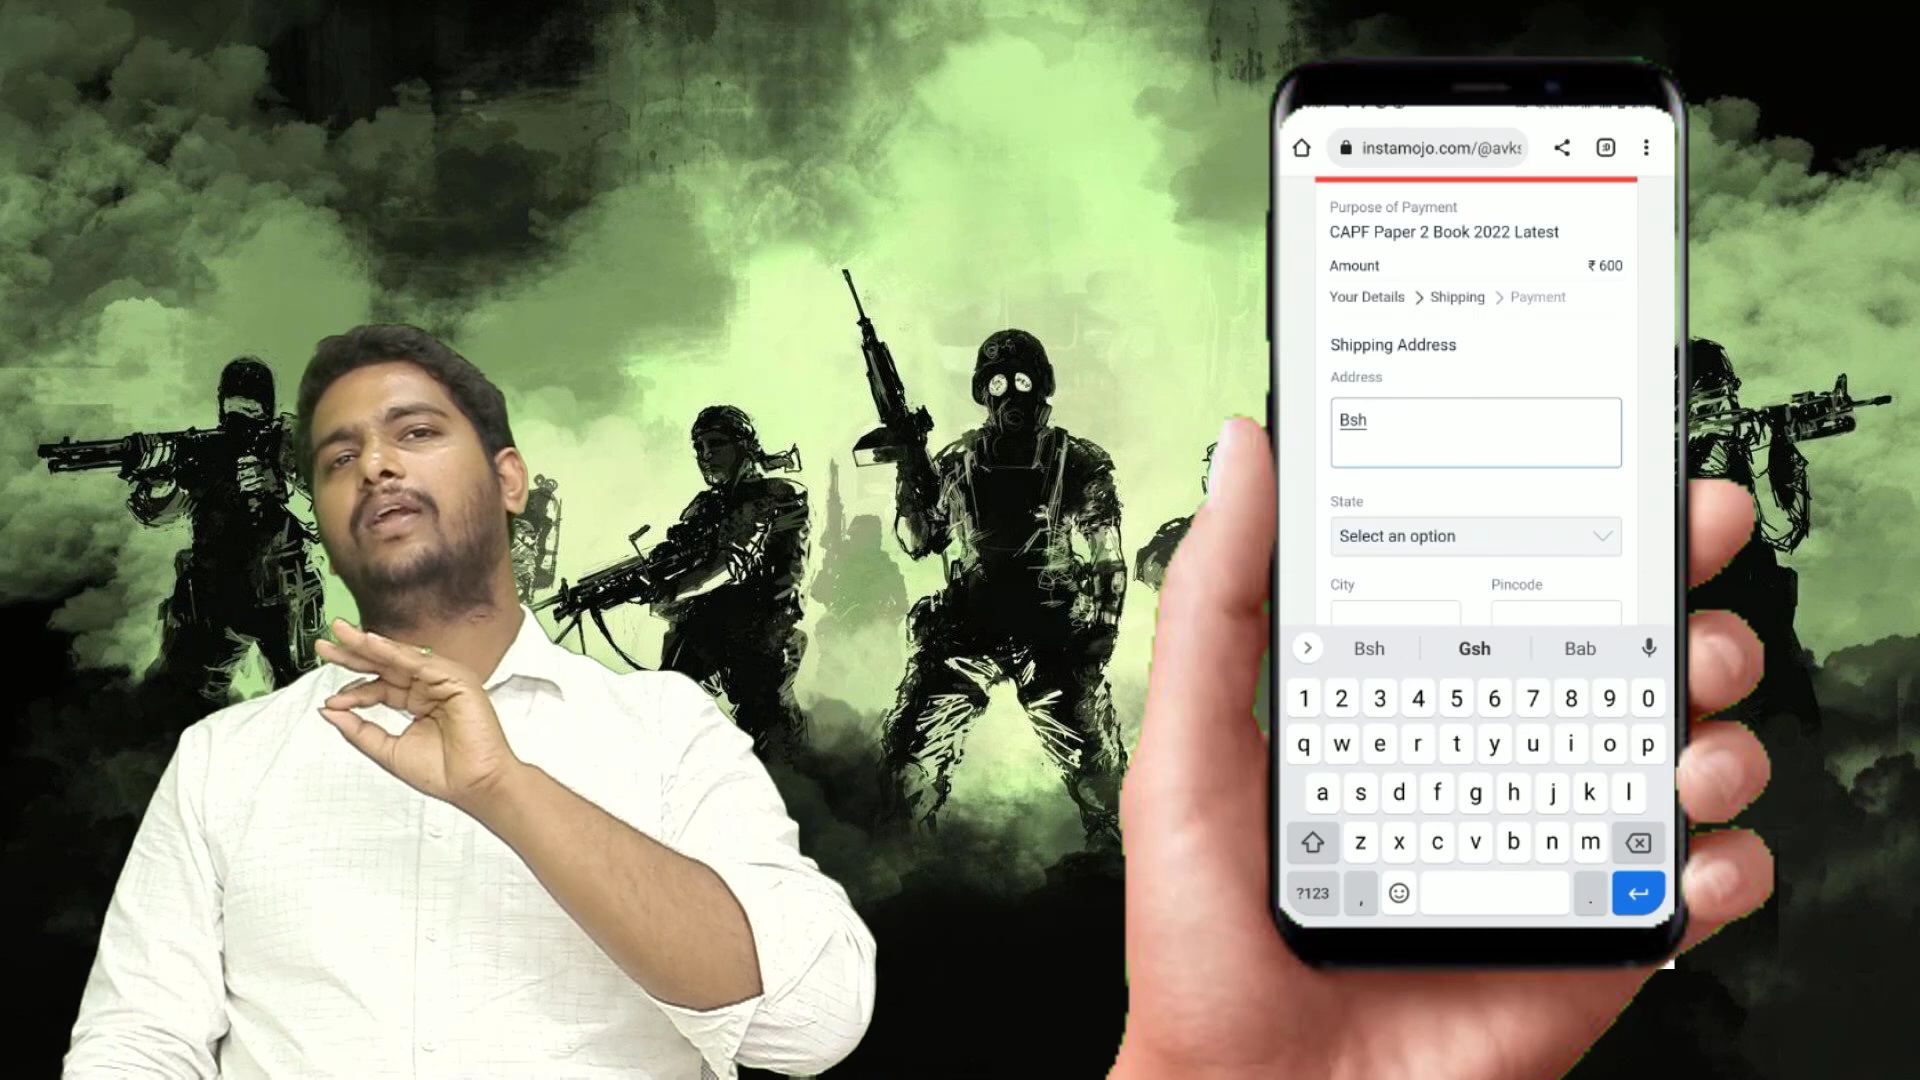 instamojo.com/@avks
Purpose of Payment
CAPF Paper 2 Book 2022 Latest
Amount ₹ 600
Your Details > Shipping > Payment
Shipping Address
Address
Bsh
State
Select an option
City Pincode
Bsh Gsh Bab
1 2 3 4 5 6 7 8 9 0
q w e r t y u i o p
a s d f g h j k l
z x c v b n m
?123 , .